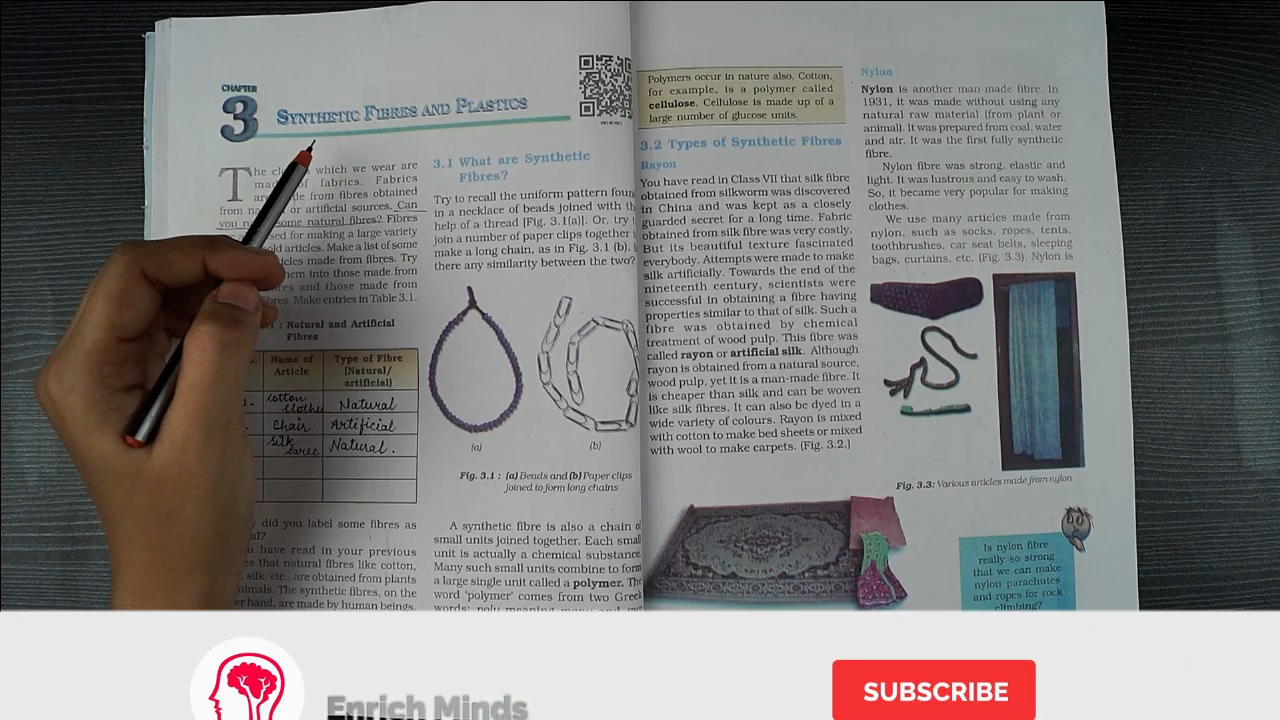 CHAPTER
3
SYNTHETIC FIBRES AND PLASTICS
The which we wear are
of fabrics. Fabrics
from fibres obtained
from or artificial sources. Can
you some natural fibres? Fibres
for making a large variety
articles. Make a list of some
made from fibres. Try
into those made from
and those made from
Make entries in Table 3.1.
: Natural and Artificial
Fibres
Name of
Article
Type of Fibre
(Natural/
artificial)
Cotton
Clothes
Natural
Chair
Artificial
Silk
Saree
Natural.
did you label some fibres as
have read in your previous
that natural fibres like cotton,
silk, etc., are obtained from plants
The synthetic fibres, on the
hand, are made by human beings.
3.1 What are Synthetic
Fibres?
Try to recall the uniform pattern
in a necklace of beads joined with
help of a thread [Fig. 3.1(a)]. Or, try
join a number of paper clips together
make a long chain, as in Fig. 3.1 (b).
there any similarity between the two?
(a)
(b)
Fig. 3.1 : (a) Beads and (b) Paper clips
joined to form long chains
A synthetic fibre is also a chain
small units joined together. Each small
unit is actually a chemical substance.
Many such small units combine to form
a large single unit called a polymer. The
word 'polymer' comes from two Greek
words; poly meaning many and
Polymers occur in nature also. Cotton,
for example, is a polymer called
cellulose. Cellulose is made up of a
large number of glucose units.
3.2 Types of Synthetic Fibres
Rayon
You have read in Class VII that silk fibre
obtained from silkworm was discovered
in China and was kept as a closely
guarded secret for a long time. Fabric
obtained from silk fibre was very costly.
But its beautiful texture fascinated
everybody. Attempts were made to make
silk artificially. Towards the end of the
nineteenth century, scientists were
successful in obtaining a fibre having
properties similar to that of silk. Such a
fibre was obtained by chemical
treatment of wood pulp. This fibre was
called rayon or artificial silk. Although
rayon is obtained from a natural source,
wood pulp, yet it is a man-made fibre. It
is cheaper than silk and can be woven
like silk fibres. It can also be dyed in a
wide variety of colours. Rayon is mixed
with cotton to make bed sheets or mixed
with wool to make carpets. (Fig. 3.2.)
Nylon
Nylon is another man-made fibre. In
1931, it was made without using any
natural raw material (from plant or
animal). It was prepared from coal, water
and air. It was the first fully synthetic
fibre.
Nylon fibre was strong, elastic and
light. It was lustrous and easy to wash.
So, it became very popular for making
clothes.
We use many articles made from
nylon, such as socks, ropes, tents,
toothbrushes, car seat belts, sleeping
bags, curtains, etc. (Fig. 3.3). Nylon is
Fig. 3.3: Various articles made from nylon
Is nylon fibre
really so strong
that we can make
nylon parachutes
and ropes for rock
climbing?
Enrich Minds
SUBSCRIBE